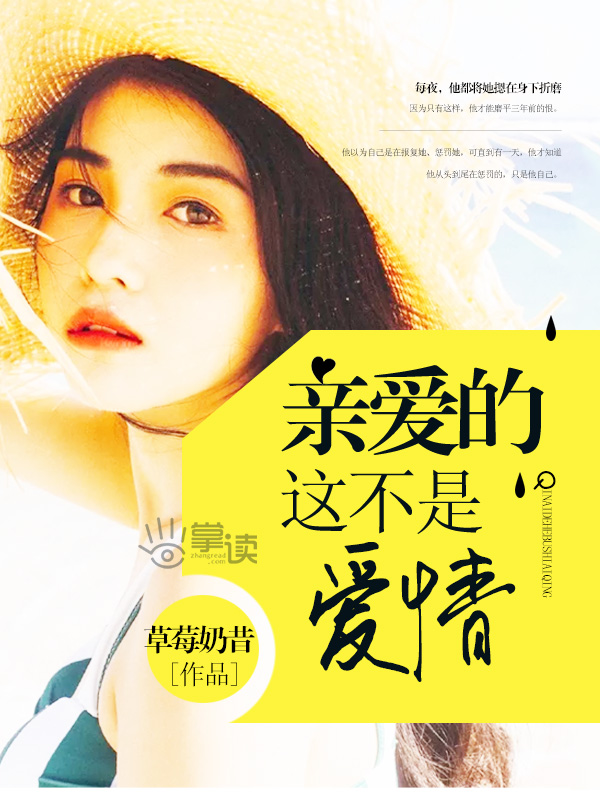 每夜，他都将她摁在身下折磨
因为只有这样，他才能磨平三年前的恨。
他以为自己是在报复她、惩罚她，可直到有一天，他才知道
他从头到尾在惩罚的，只是他自己。
亲爱的
这不是
爱情
QINAIDEHEBUSHIAIQING
掌读
zhangread
.com
草莓奶昔
[作品]